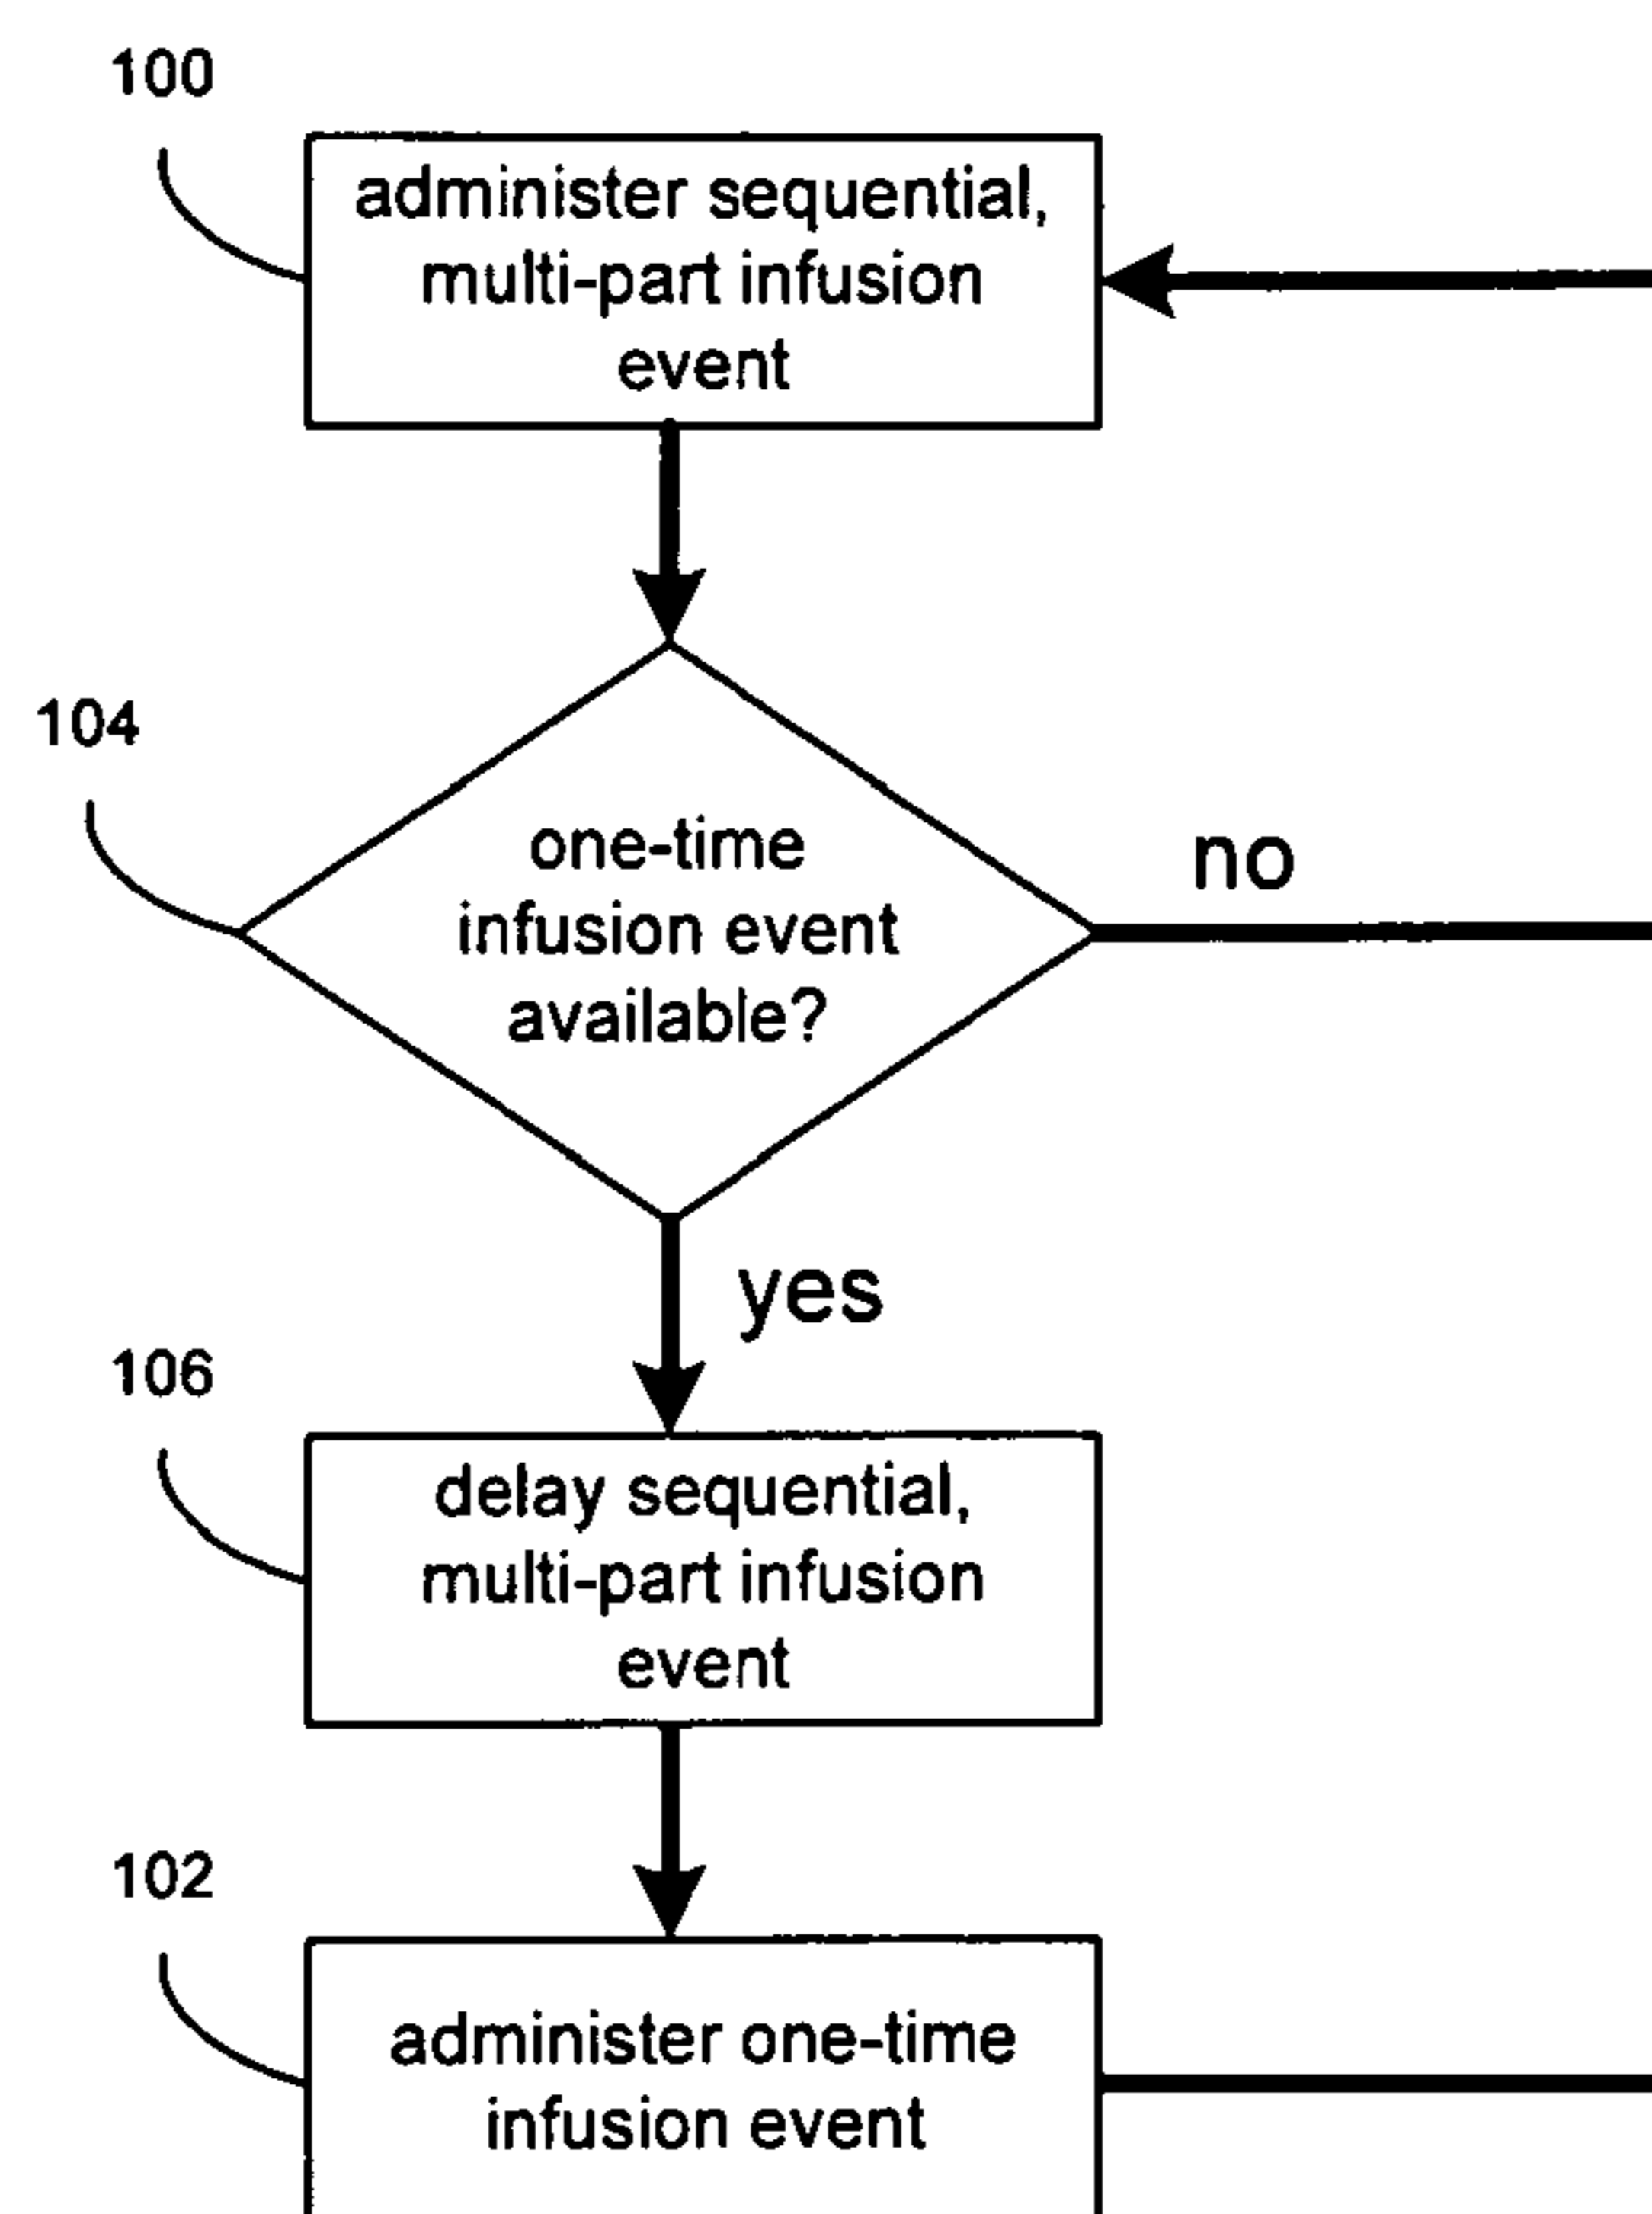 100
administer sequential,
multi-part infusion
event
104
one-time
infusion event
available?
no
yes
106
delay sequential,
multi-part infusion
event
102
administer one-time
infusion event